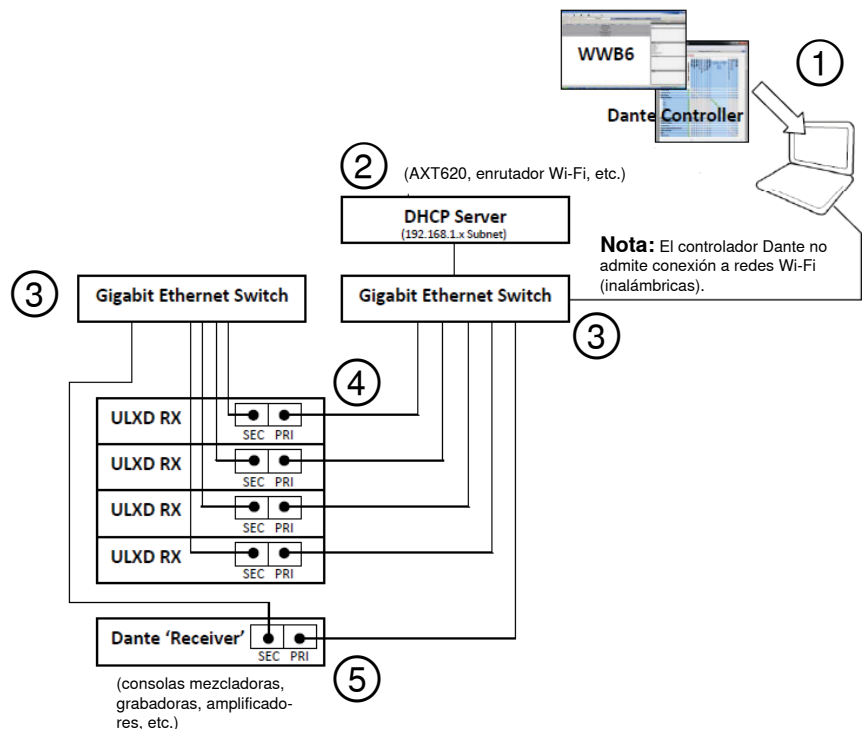 WWB6
1
Dante Controller
2
(AXT620, enrutador Wi-Fi, etc.)
DHCP Server
(192.168.1.x Subnet)
Nota: El controlador Dante no
admite conexión a redes Wi-Fi
(inalámbricas).
3
Gigabit Ethernet Switch
Gigabit Ethernet Switch
3
4
ULXD RX
SEC PRI
ULXD RX
SEC PRI
ULXD RX
SEC PRI
ULXD RX
SEC PRI
Dante ‘Receiver’
SEC PRI
5
(consolas mezcladoras,
grabadoras, amplificado-
res, etc.)